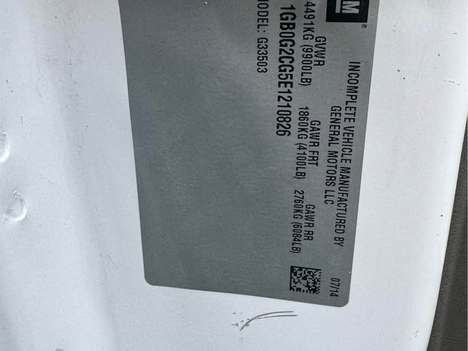 GM
INCOMPLETE VEHICLE MANUFACTURED BY
GENERAL MOTORS LLC
07/14
GVWR GAWR FRT GAWR RR
4491KG (9900LB) 1860KG (4100LB) 2760KG (6084LB)
1GB0G2CG5E1210826
MODEL: G33503